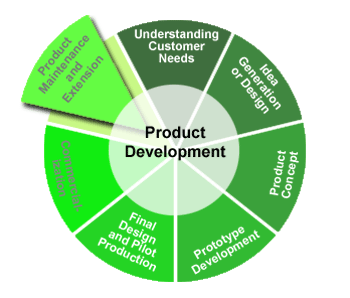 Understanding
Customer
Needs
Idea
Generation
or Design
Product
Concept
Prototype
Development
Final
Design
and Pilot
Production
Commercial-
ization
Product
Maintenance
and
Extension
Product
Development